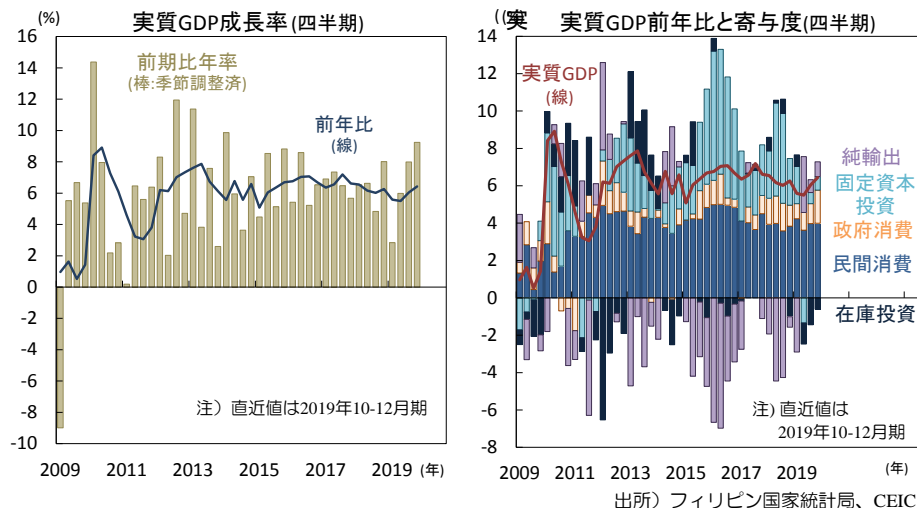 (%)
実質GDP成長率 (四半期)
16
14
12
10
8
6
4
2
0
-2
-4
-6
-8
-10
前期比年率
(棒:季節調整済)
前年比
(線)
注）直近値は2019年10-12月期
2009 2011 2013 2015 2017 2019 (年)
実質GDP前年比と寄与度(四半期)
14
12
10
8
6
4
2
0
-2
-4
-6
-8
実質GDP
(線)
純輸出
固定資本
投資
政府消費
民間消費
在庫投資
注) 直近値は
2019年10-12月期
2009 2011 2013 2015 2017 2019 (年)
出所）フィリピン国家統計局、CEIC